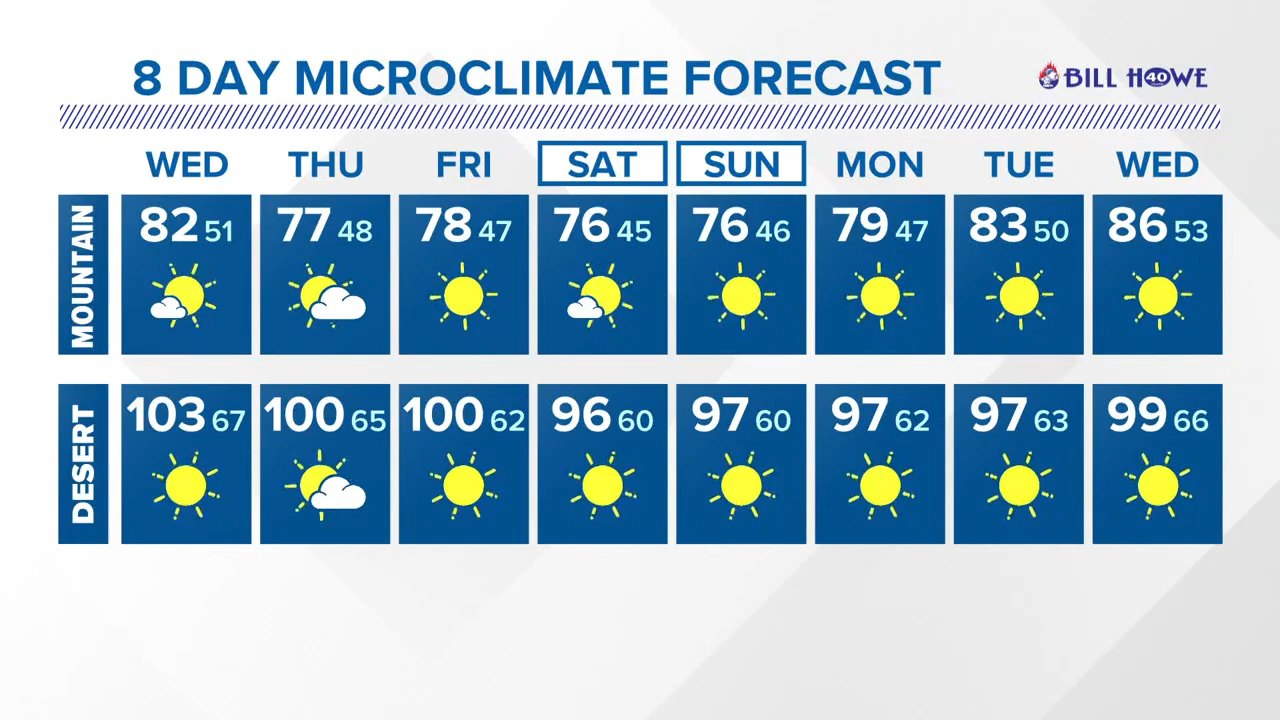 8 DAY MICROCLIMATE FORECAST
BILL HOWE
40
WED THU FRI SAT SUN MON TUE WED
MOUNTAIN
82 51 77 48 78 47 76 45 76 46 79 47 83 50 86 53
DESERT
103 67 100 65 100 62 96 60 97 60 97 62 97 63 99 66